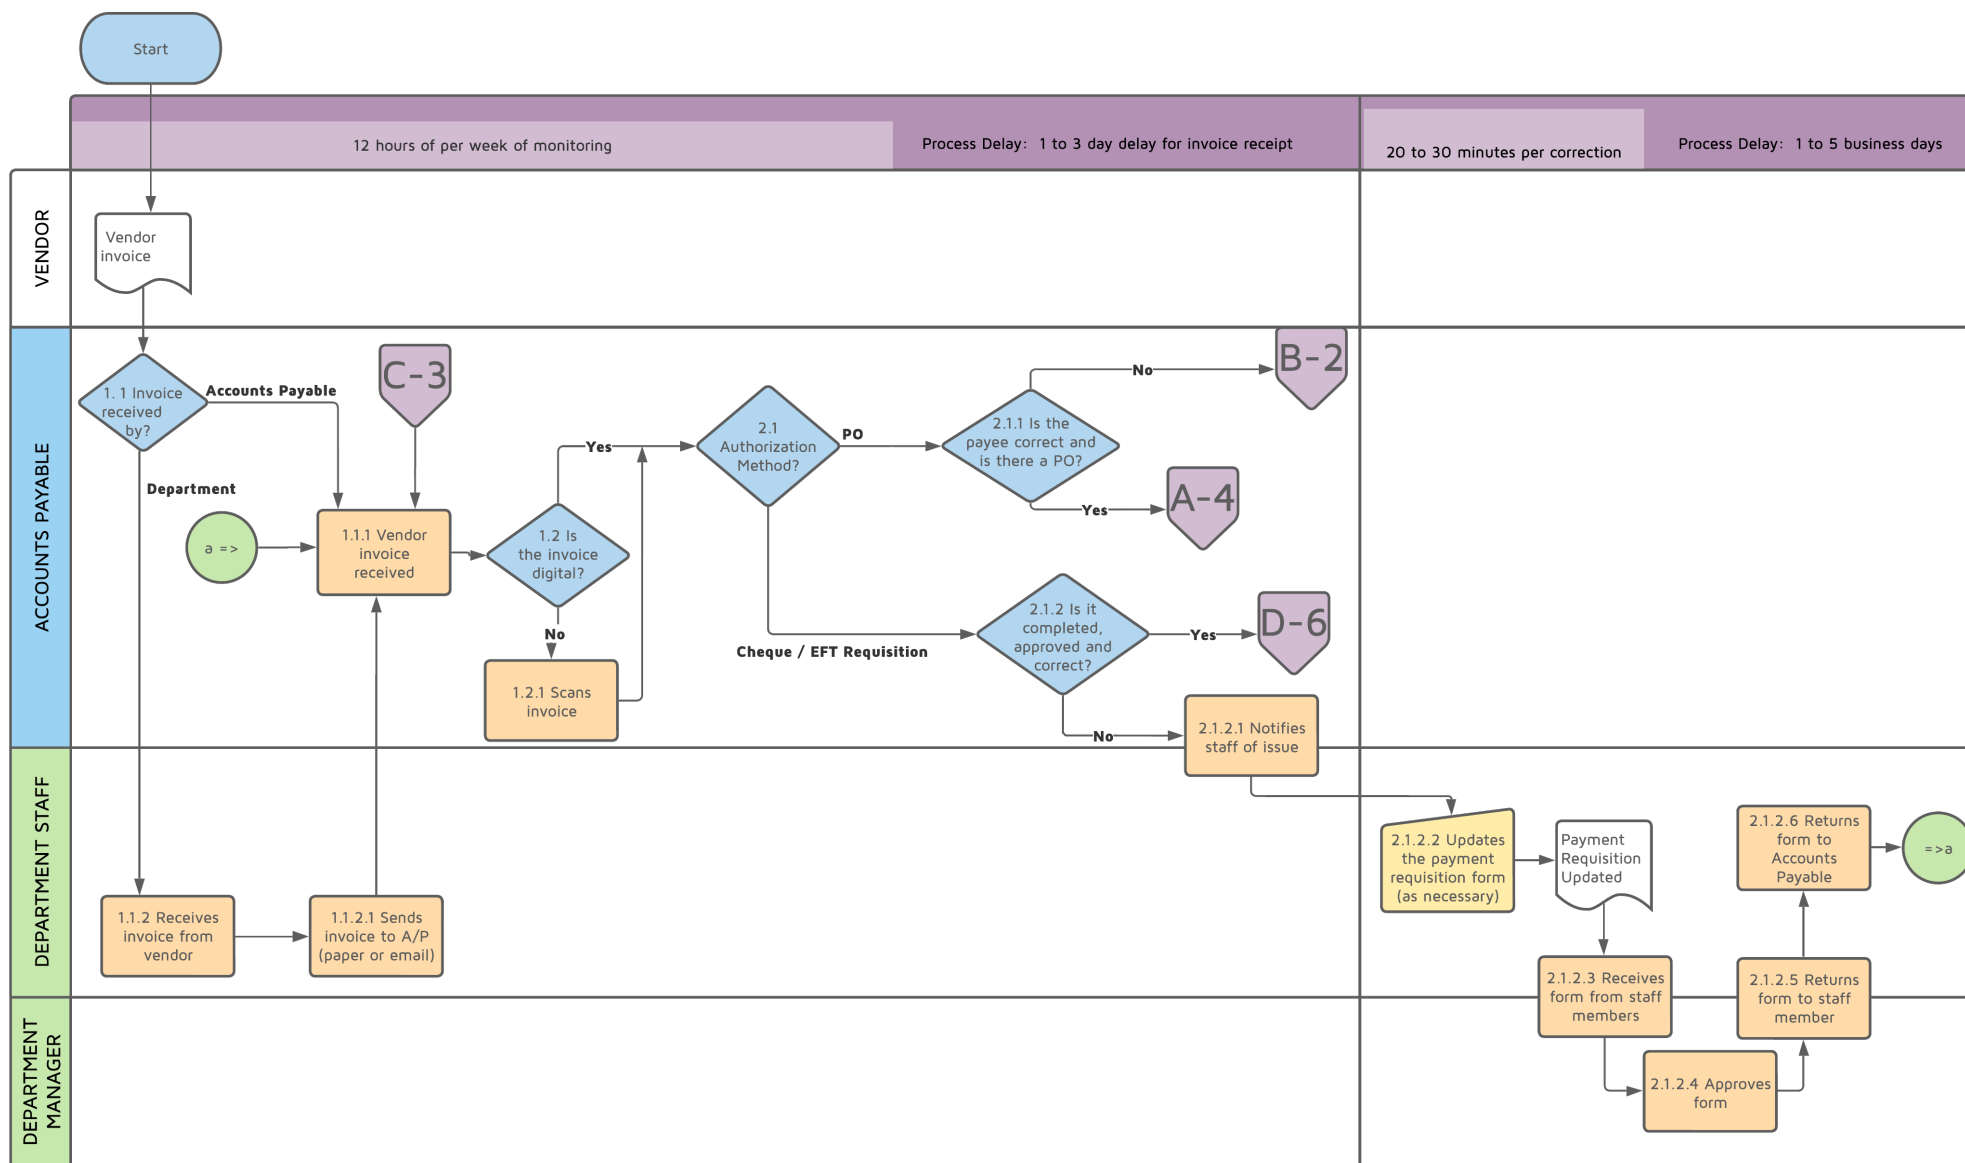 Start
12 hours of per week of monitoring
Process Delay: 1 to 3 day delay for invoice receipt
20 to 30 minutes per correction
Process Delay: 1 to 5 business days
VENDOR
Vendor
invoice
ACCOUNTS PAYABLE
1. 1 Invoice
received
by?
Accounts Payable
Department
C-3
a =>
1.1.1 Vendor
invoice
received
1.2 Is
the invoice
digital?
Yes
No
1.2.1 Scans
invoice
2.1
Authorization
Method?
PO
Cheque / EFT Requisition
2.1.1 Is the
payee correct and
is there a PO?
No
B-2
Yes
A-4
2.1.2 Is it
completed,
approved and
correct?
Yes
D-6
No
2.1.2.1 Notifies
staff of issue
DEPARTMENT STAFF
1.1.2 Receives
invoice from
vendor
1.1.2.1 Sends
invoice to A/P
(paper or email)
2.1.2.2 Updates
the payment
requisition form
(as necessary)
Payment
Requisition
Updated
2.1.2.6 Returns
form to
Accounts
Payable
=>a
2.1.2.3 Receives
form from staff
members
2.1.2.5 Returns
form to staff
member
DEPARTMENT
MANAGER
2.1.2.4 Approves
form